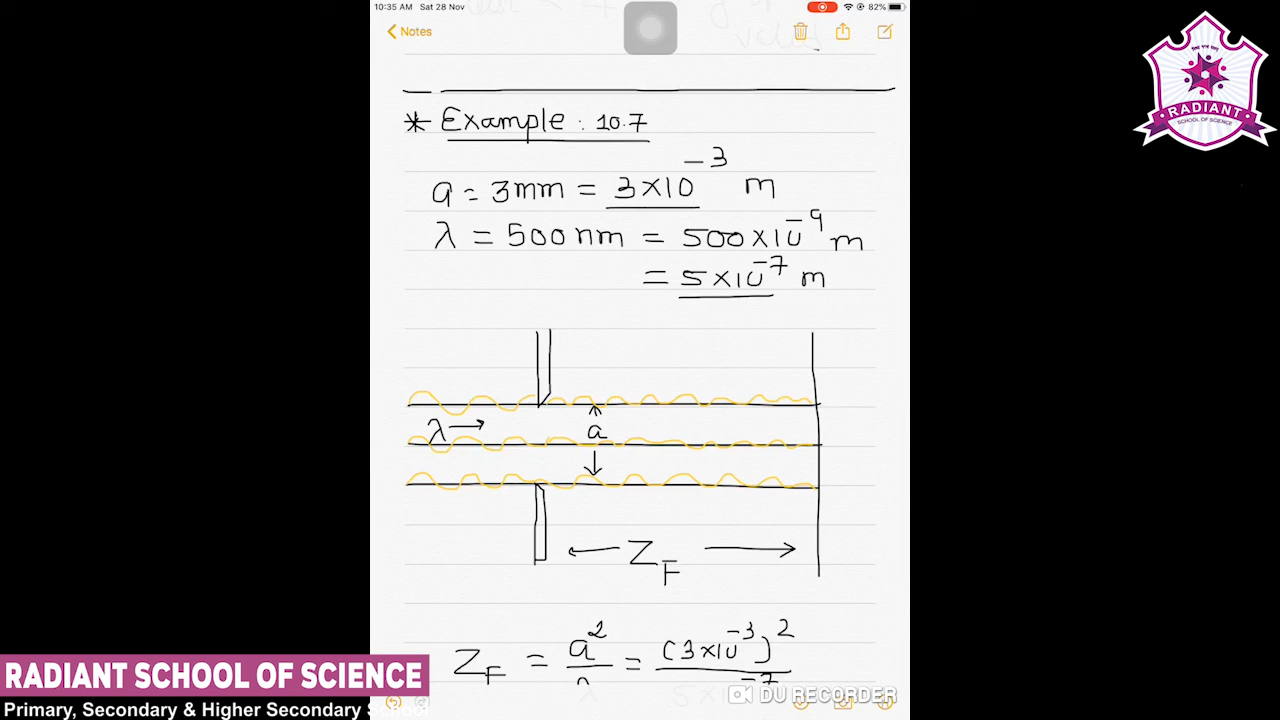 10:35 AM Sat 28 Nov
82%
Notes
* Example : 10.7
a = 3mm = 3×10⁻³ m
λ = 500 nm = 500×10⁻⁹ m
= 5×10⁻⁷ m
λ →
a
Z_F
Z_F = a²/λ = (3×10⁻³)²
RADIANT
SCHOOL OF SCIENCE
RADIANT SCHOOL OF SCIENCE
Primary, Secondary & Higher Secondary School
DU RECORDER